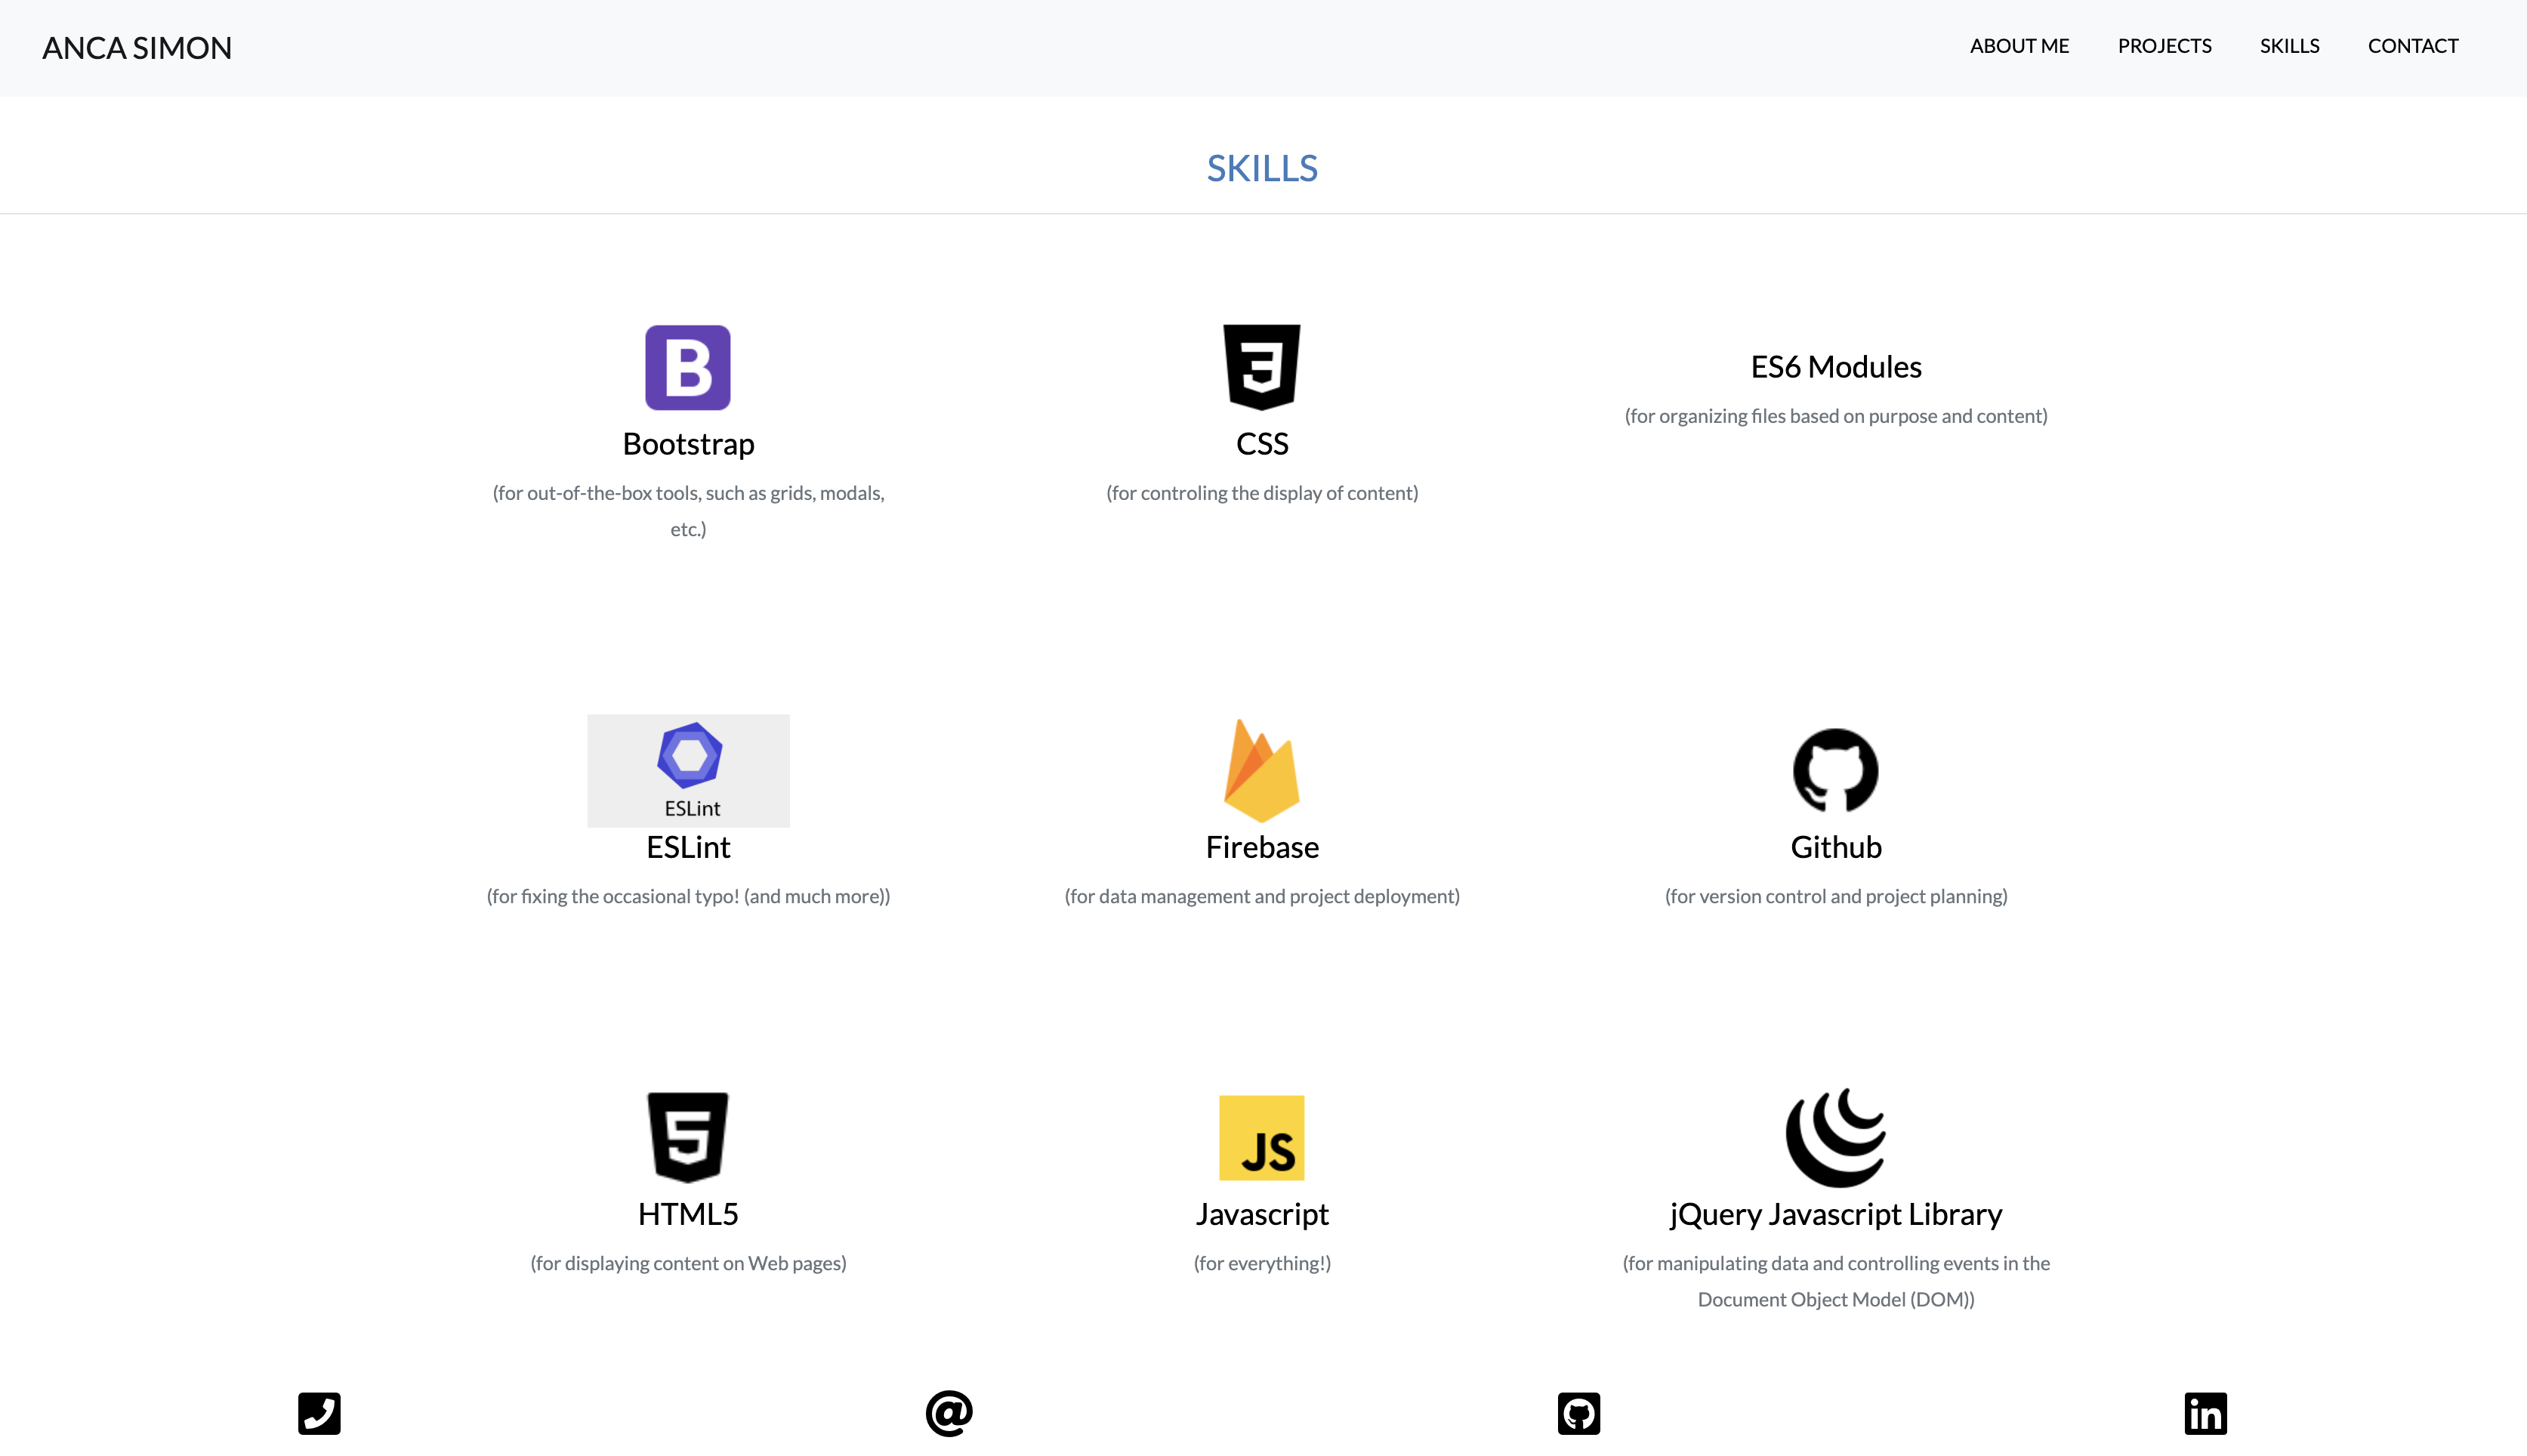 ANCA SIMON
ABOUT ME PROJECTS SKILLS CONTACT
SKILLS
Bootstrap
(for out-of-the-box tools, such as grids, modals,
etc.)
CSS
(for controling the display of content)
ES6 Modules
(for organizing files based on purpose and content)
ESLint
ESLint
(for fixing the occasional typo! (and much more))
Firebase
(for data management and project deployment)
Github
(for version control and project planning)
HTML5
(for displaying content on Web pages)
JS
Javascript
(for everything!)
jQuery Javascript Library
(for manipulating data and controlling events in the
Document Object Model (DOM))